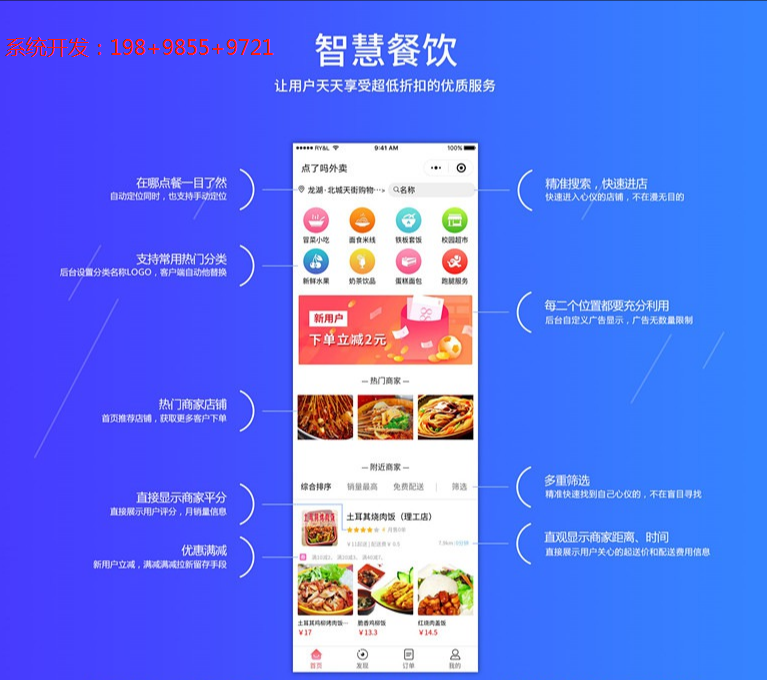 系统开发：198+9855+9721
智慧餐饮
让用户天天享受超低折扣的优质服务
RY&L
9:41 AM
100%
点了吗外卖
龙湖·北城天街购物…
名称
冒菜小吃
面食米线
铁板套饭
校园超市
新鲜水果
奶茶饮品
蛋糕面包
跑腿服务
新用户
下单立减2元
— 热门商家 —
— 附近商家 —
综合排序
销量最高
免费配送
筛选
土耳其烧肉饭（理工店）
土耳其鸡柳烤肉饭…
脆香鸡柳饭
红烧肉盖饭
￥17
￥13.3
￥14.5
首页
发现
订单
我的
在哪点餐一目了然
自动定位同时，也支持手动定位
支持常用热门分类
后台设置分类名称LOGO，客户端自动他替换
热门商家店铺
首页推荐店铺，获取更多客户下单
直接显示商家平分
直接展示用户评分，月销量信息
优惠满减
新用户立减，满减满减拉新留存手段
精准搜索，快速进店
快速进入心仪的店铺，不在漫无目的
每二个位置都要充分利用
后台自定义广告显示，广告无数量限制
多重筛选
精准快速找到自己心仪的，不在盲目寻找
直观显示商家距离、时间
直接展示用户关心的起送价和配送费用信息